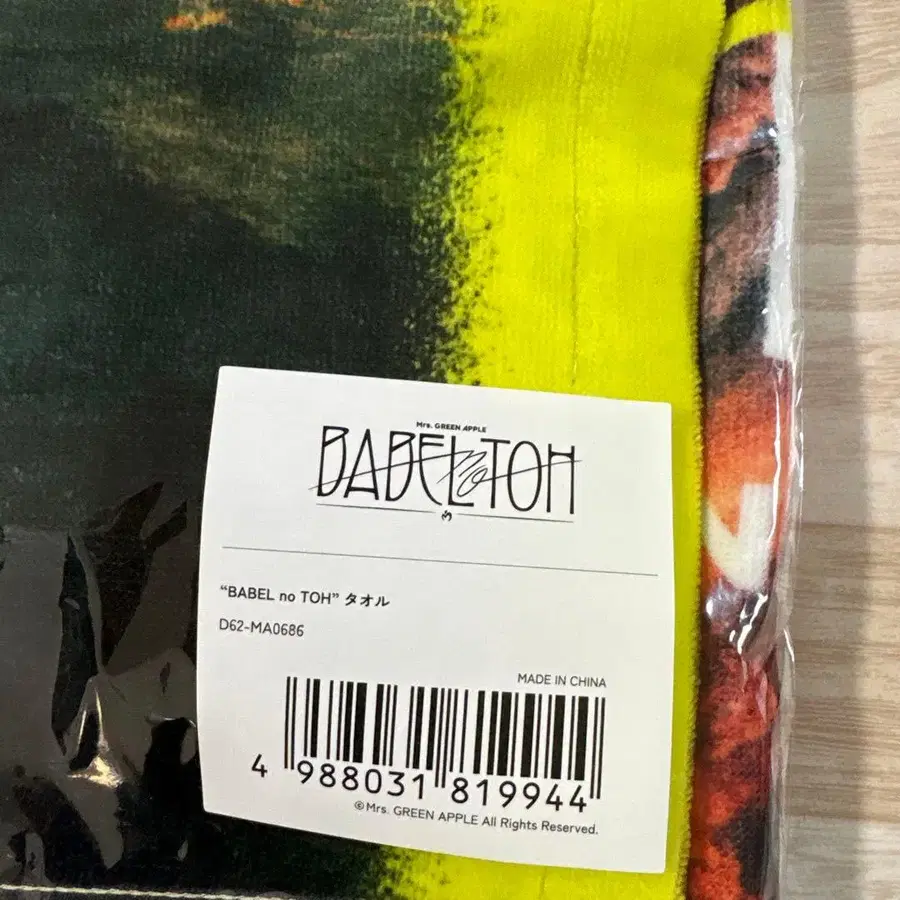 Mrs. GREEN APPLE
BABEL no TOH
“BABEL no TOH” タオル
D62-MA0686
MADE IN CHINA
4 988031 819944
©Mrs. GREEN APPLE All Rights Reserved.